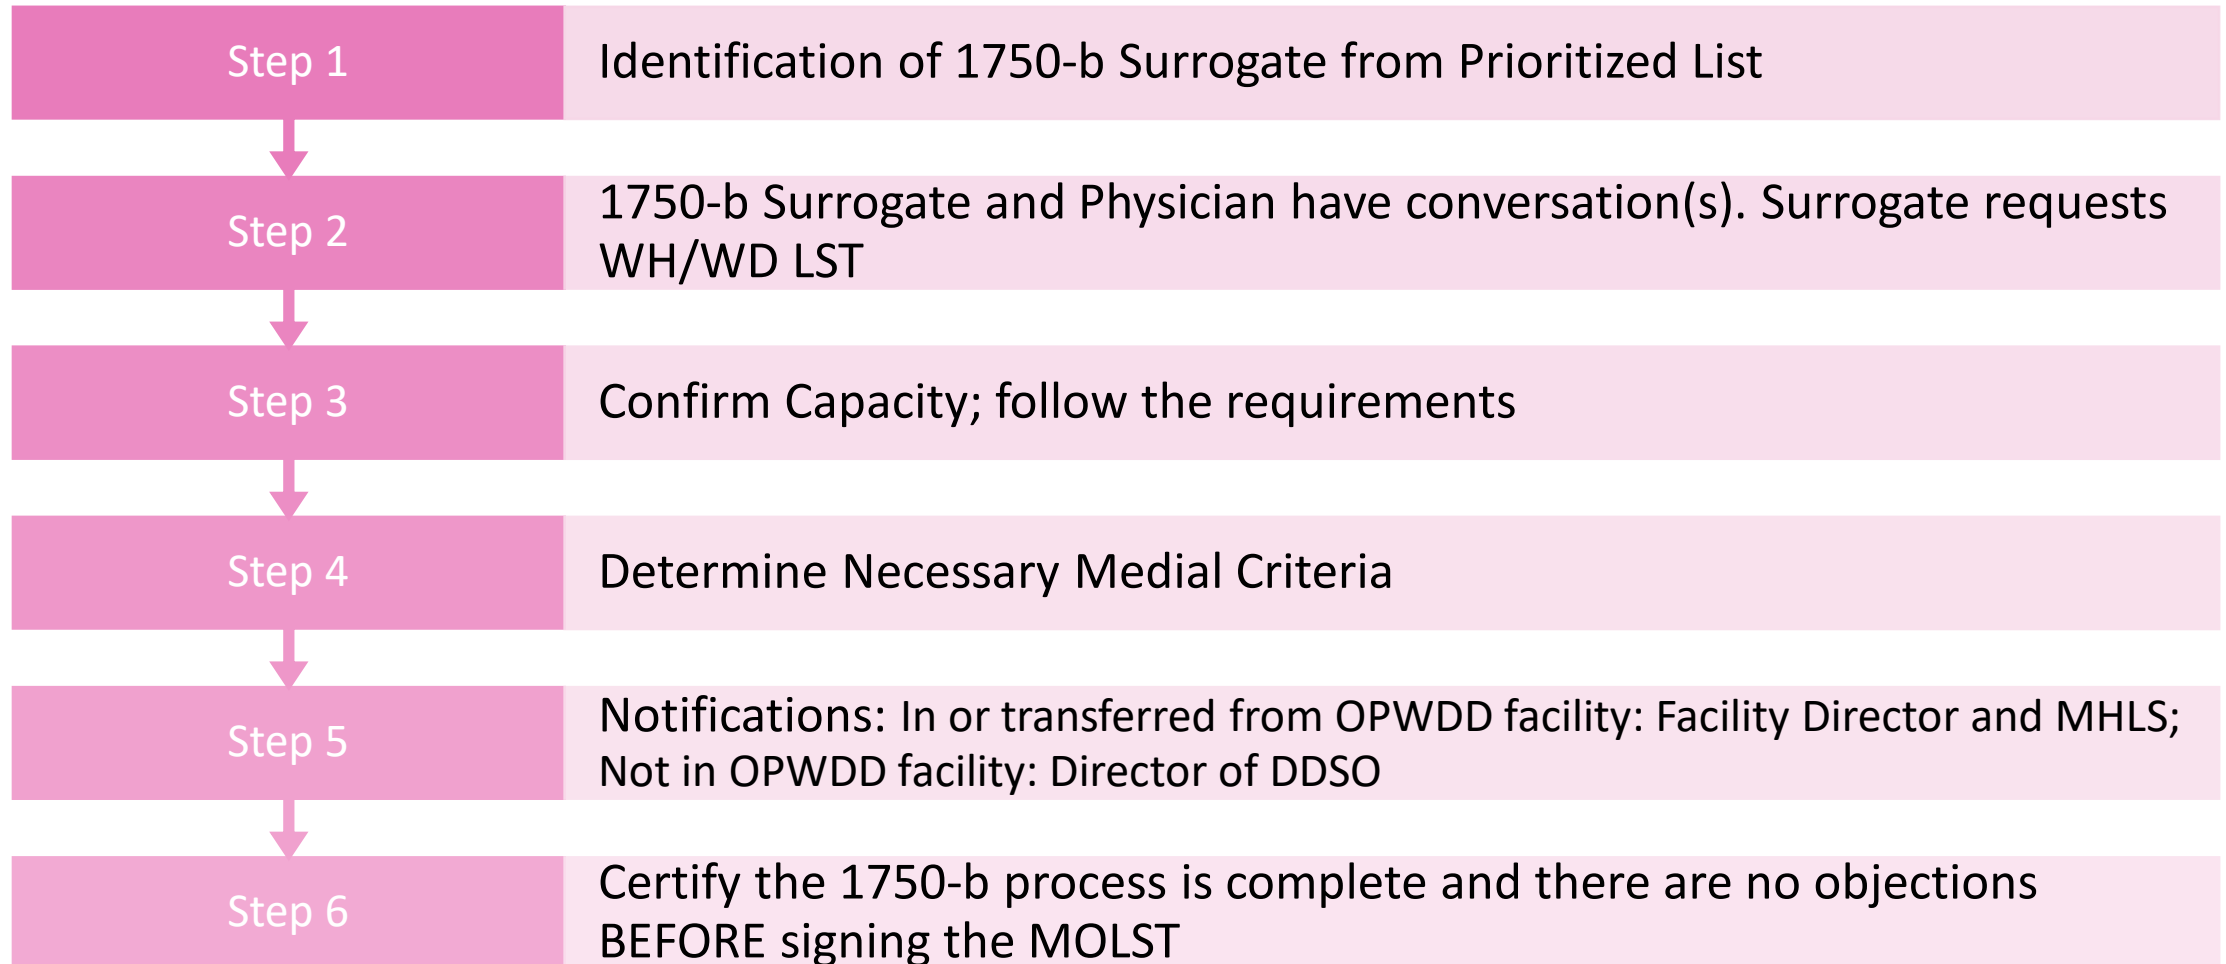 Step 1
Identification of 1750-b Surrogate from Prioritized List
Step 2
1750-b Surrogate and Physician have conversation(s). Surrogate requests
WH/WD LST
Step 3
Confirm Capacity; follow the requirements
Step 4
Determine Necessary Medial Criteria
Step 5
Notifications: In or transferred from OPWDD facility: Facility Director and MHLS;
Not in OPWDD facility: Director of DDSO
Step 6
Certify the 1750-b process is complete and there are no objections
BEFORE signing the MOLST